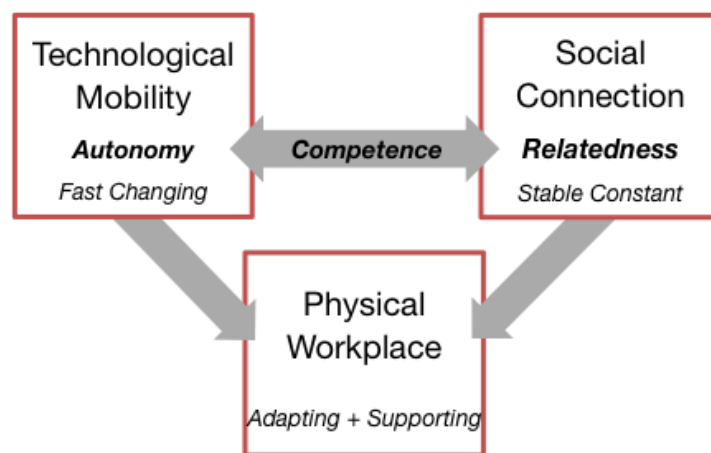 Technological
Mobility
Autonomy
Fast Changing
Competence
Social
Connection
Relatedness
Stable Constant
Physical
Workplace
Adapting + Supporting